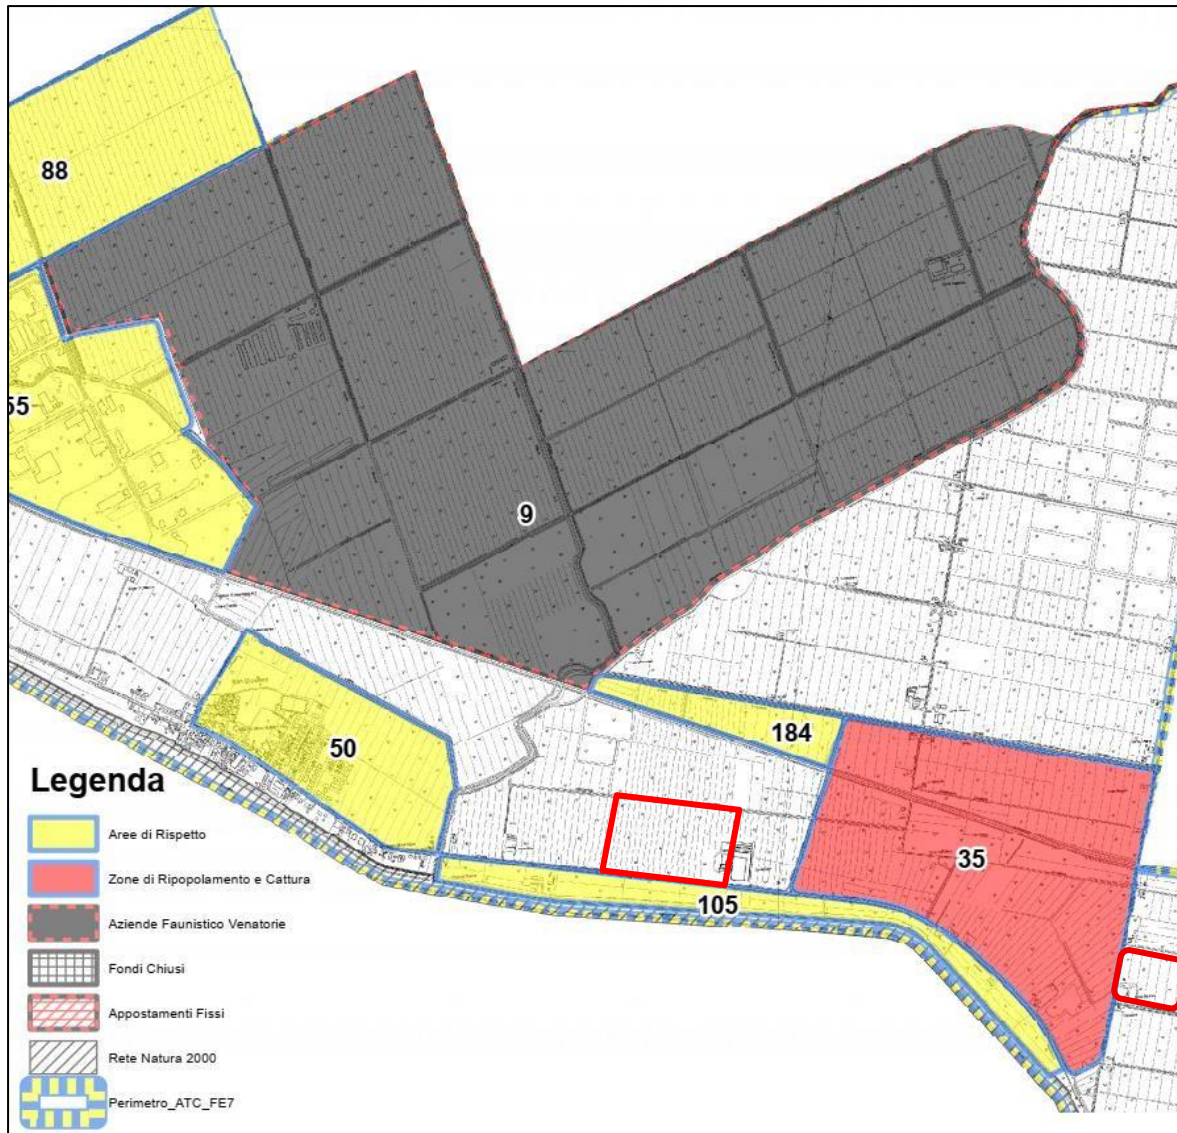 88
55
9
50
184
35
105
Legenda
Aree di Rispetto
Zone di Ripopolamento e Cattura
Aziende Faunistico Venatorie
Fondi Chiusi
Appostamenti Fissi
Rete Natura 2000
Perimetro_ATC_FE7